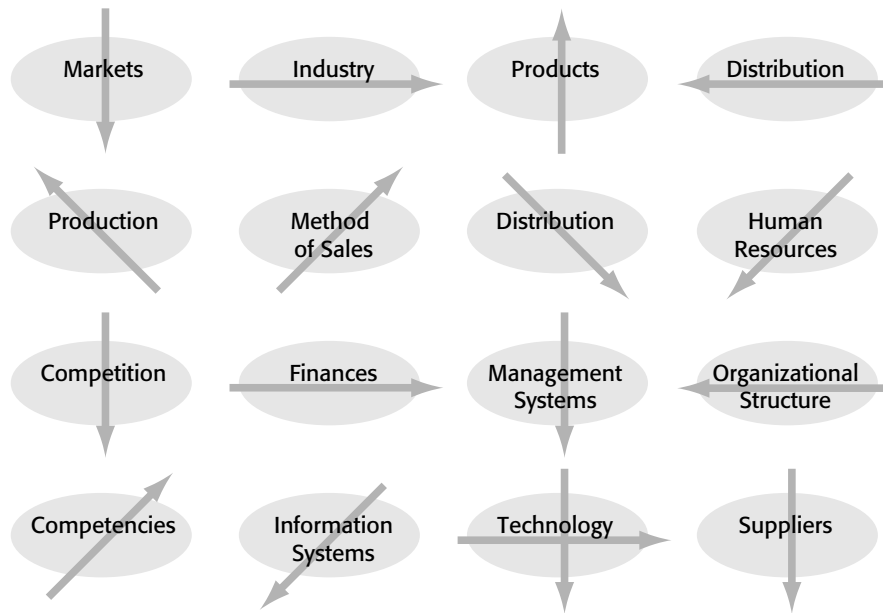 Markets
Industry
Products
Distribution
Production
Method
of Sales
Distribution
Human
Resources
Competition
Finances
Management
Systems
Organizational
Structure
Competencies
Information
Systems
Technology
Suppliers